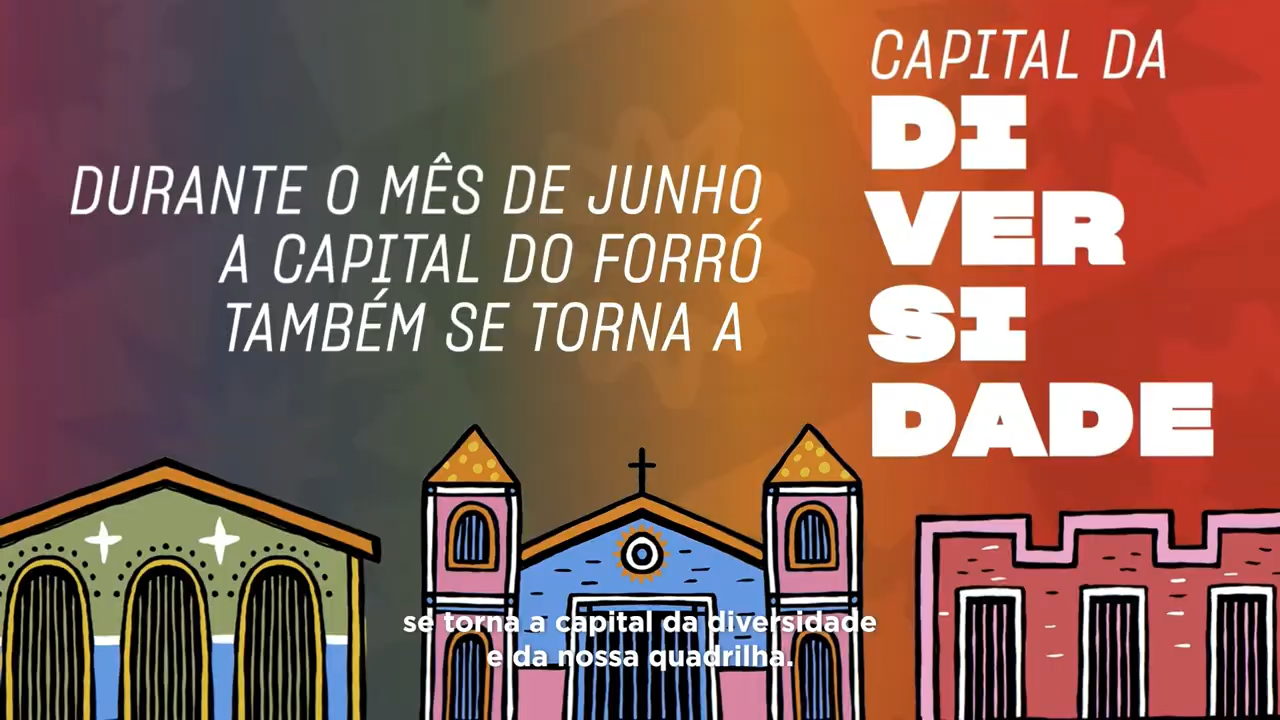 DURANTE O MÊS DE JUNHO
A CAPITAL DO FORRÓ
TAMBÉM SE TORNA A
CAPITAL DA
DI
VER
SI
DADE
se torna a capital da diversidade
e da nossa quadrilha.